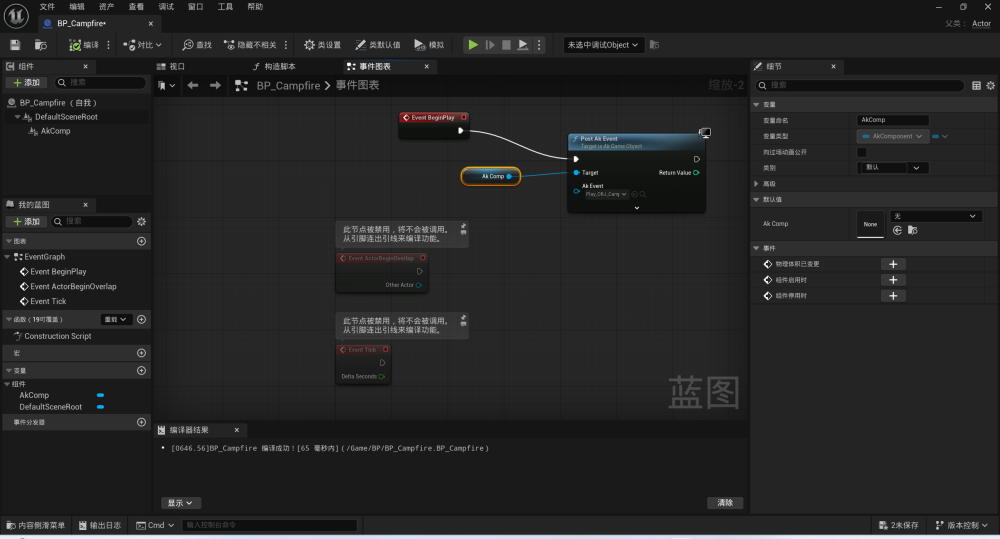 文件 编辑 资产 查看 调试 窗口 工具 帮助
BP_Campfire•
父类： Actor
编译 对比 查找 隐藏不相关 类设置 类默认值 模拟 未选中调试Object
组件
添加 搜索
BP_Campfire （自我）
DefaultSceneRoot
AkComp
我的蓝图
添加 搜索
图表
EventGraph
Event BeginPlay
Event ActorBeginOverlap
Event Tick
函数（19可覆盖） 重载
Construction Script
宏
变量
组件
AkComp
DefaultSceneRoot
事件分发器
视口 构造脚本 事件图表
BP_Campfire 事件图表 缩放-2
Event BeginPlay
Post Ak Event
Target is Ak Game Object
Ak Comp
Target Return Value
Ak Event
Play_OBJ_Camp
此节点被禁用，将不会被调用。
从引脚连出引线来编译功能。
Event ActorBeginOverlap
Other Actor
此节点被禁用，将不会被调用。
从引脚连出引线来编译功能。
Event Tick
Delta Seconds
蓝图
编译器结果
• [0646.56]BP_Campfire 编译成功！[65 毫秒内]（/Game/BP/BP_Campfire.BP_Campfire）
显示 清除
细节
搜索
变量
变量命名 AkComp
变量类型 AkComponent
向过场动画公开
类别 默认
高级
默认值
Ak Comp None 无
事件
物理体积已变更
组件启用时
组件停用时
内容侧滑菜单 输出日志 Cmd 输入控制台命令 2未保存 版本控制